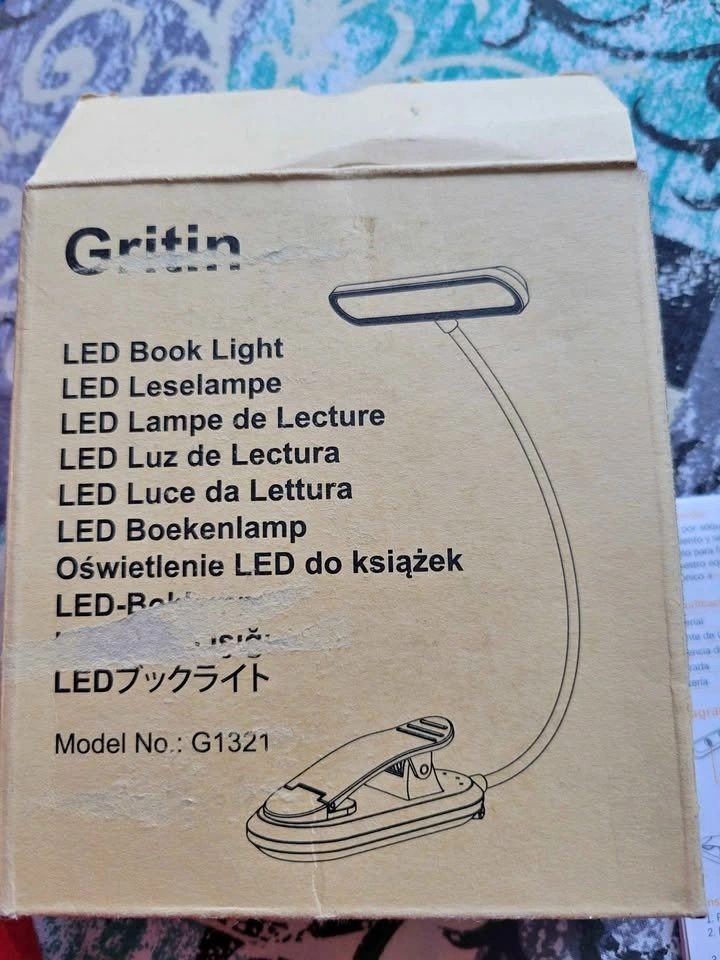 Gritin
LED Book Light
LED Leselampe
LED Lampe de Lecture
LED Luz de Lectura
LED Luce da Lettura
LED Boekenlamp
Oświetlenie LED do książek
LEDブックライト
Model No.: G1321